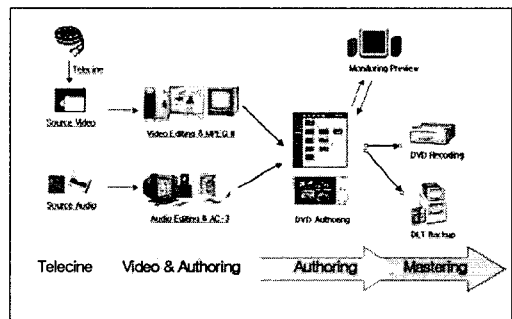 Telecine
Monitoring Preview
Source Video
Video Editing & MPEG II
DVD Recoding
Source Audio
Audio Editing & AC-3
DVD Authoring
DLT Backup
Telecine Video & Authoring Authoring Mastering